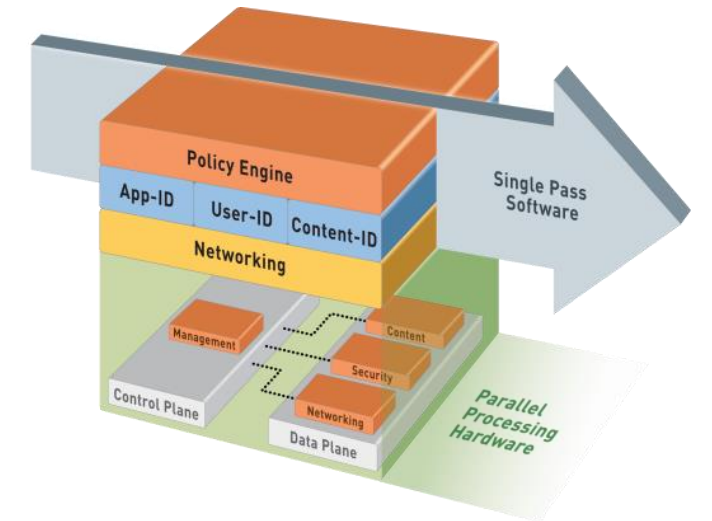 Policy Engine
App-ID
User-ID
Content-ID
Networking
Single Pass
Software
Management
Content
Security
Networking
Control Plane
Data Plane
Parallel
Processing
Hardware